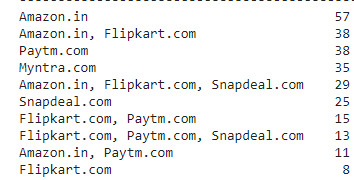 Amazon.in 57
Amazon.in, Flipkart.com 38
Paytm.com 38
Myntra.com 35
Amazon.in, Flipkart.com, Snapdeal.com 29
Snapdeal.com 25
Flipkart.com, Paytm.com 15
Flipkart.com, Paytm.com, Snapdeal.com 13
Amazon.in, Paytm.com 11
Flipkart.com 8